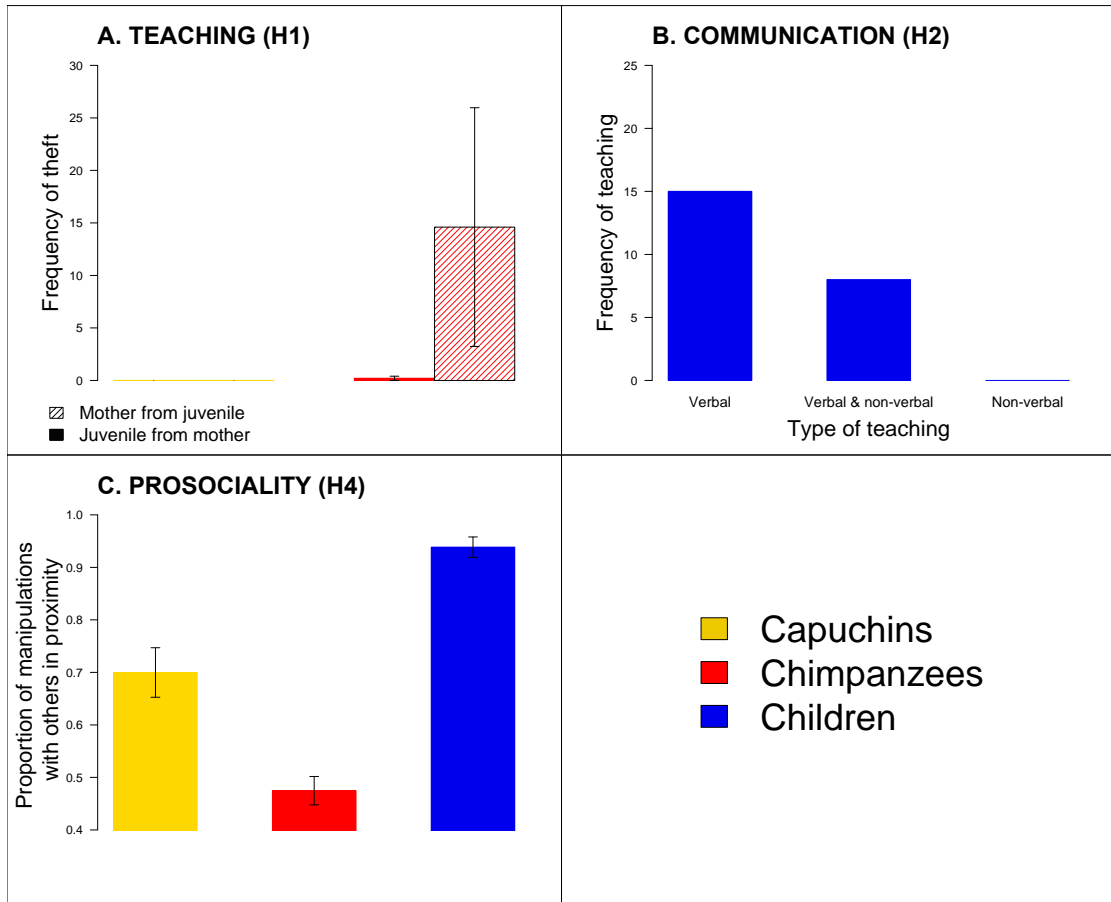 A. TEACHING (H1)
Frequency of theft
30
25
20
15
10
5
0
Mother from juvenile
Juvenile from mother
B. COMMUNICATION (H2)
Frequency of teaching
25
20
15
10
5
0
Verbal
Verbal & non-verbal
Non-verbal
Type of teaching
C. PROSOCIALITY (H4)
Proportion of manipulations
with others in proximity
1.0
0.9
0.8
0.7
0.6
0.5
0.4
Capuchins
Chimpanzees
Children